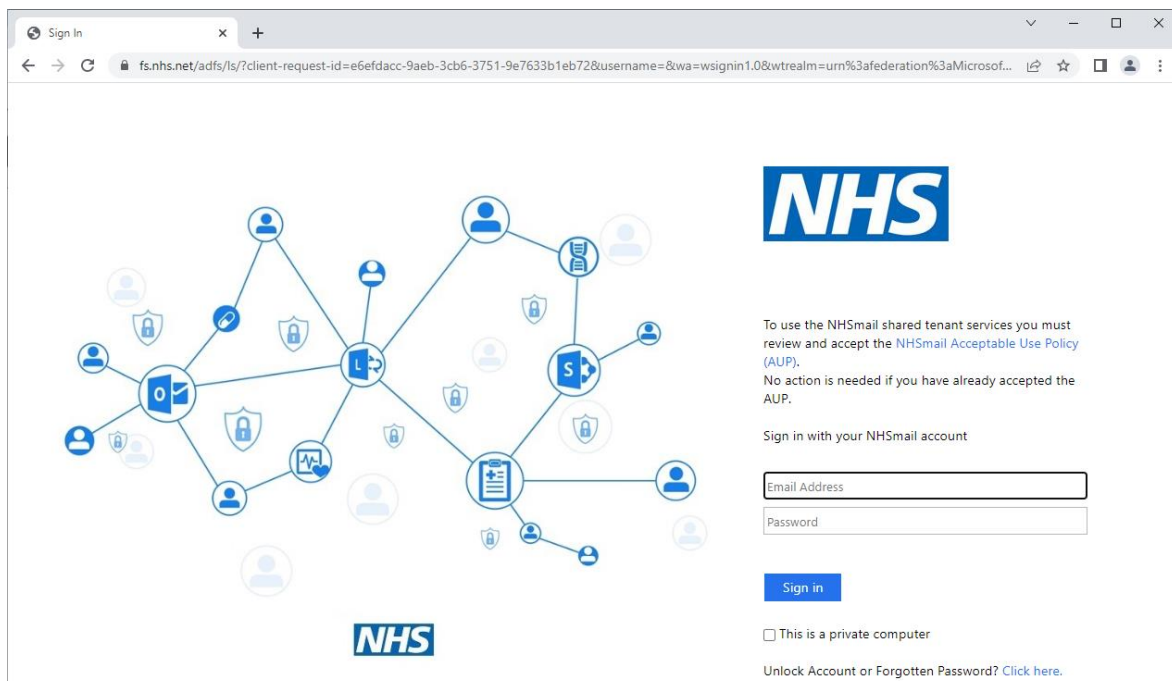 Sign In
fs.nhs.net/adfs/ls/?client-request-id=e6efdacc-9aeb-3cb6-3751-9e7633b1eb72&username=&wa=wsignin1.0&wtrealm=urn%3afederation%3aMicrosof...
NHS
To use the NHSmail shared tenant services you must
review and accept the NHSmail Acceptable Use Policy
(AUP).
No action is needed if you have already accepted the
AUP.
Sign in with your NHSmail account
Email Address
Password
Sign in
This is a private computer
Unlock Account or Forgotten Password? Click here.
O
L
S
NHS